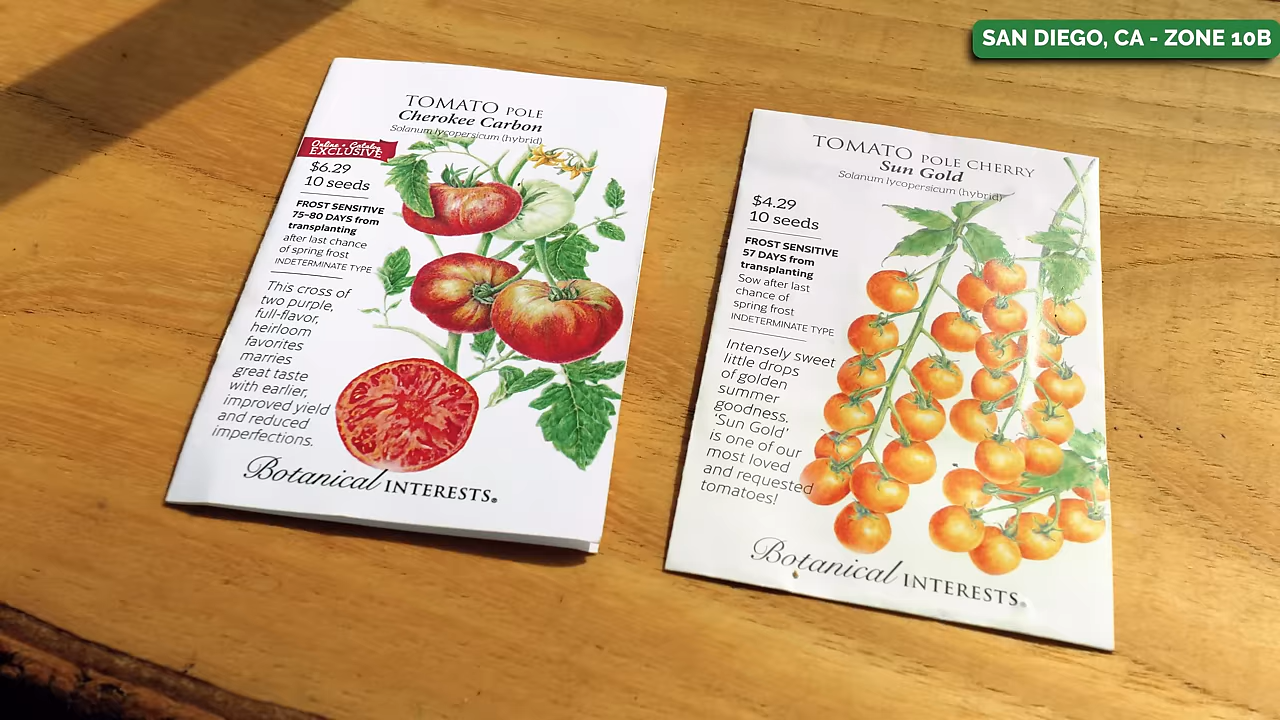 SAN DIEGO, CA - ZONE 10B
TOMATO POLE
Cherokee Carbon
Solanum lycopersicum (hybrid)
Online + Catalog
EXCLUSIVE
$6.29
10 seeds
FROST SENSITIVE
75-80 DAYS from
transplanting
after last chance
of spring frost
INDETERMINATE TYPE
This cross of
two purple,
full-flavor,
heirloom
favorites
marries
great taste
with earlier,
improved yield
and reduced
imperfections.
Botanical INTERESTS®
TOMATO POLE CHERRY
Sun Gold
Solanum lycopersicum (hybrid)
$4.29
10 seeds
FROST SENSITIVE
57 DAYS from
transplanting
Sow after last
chance of
spring frost
INDETERMINATE TYPE
Intensely sweet
little drops
of golden
summer
goodness.
'Sun Gold'
is one of our
most loved
and requested
tomatoes!
Botanical INTERESTS®